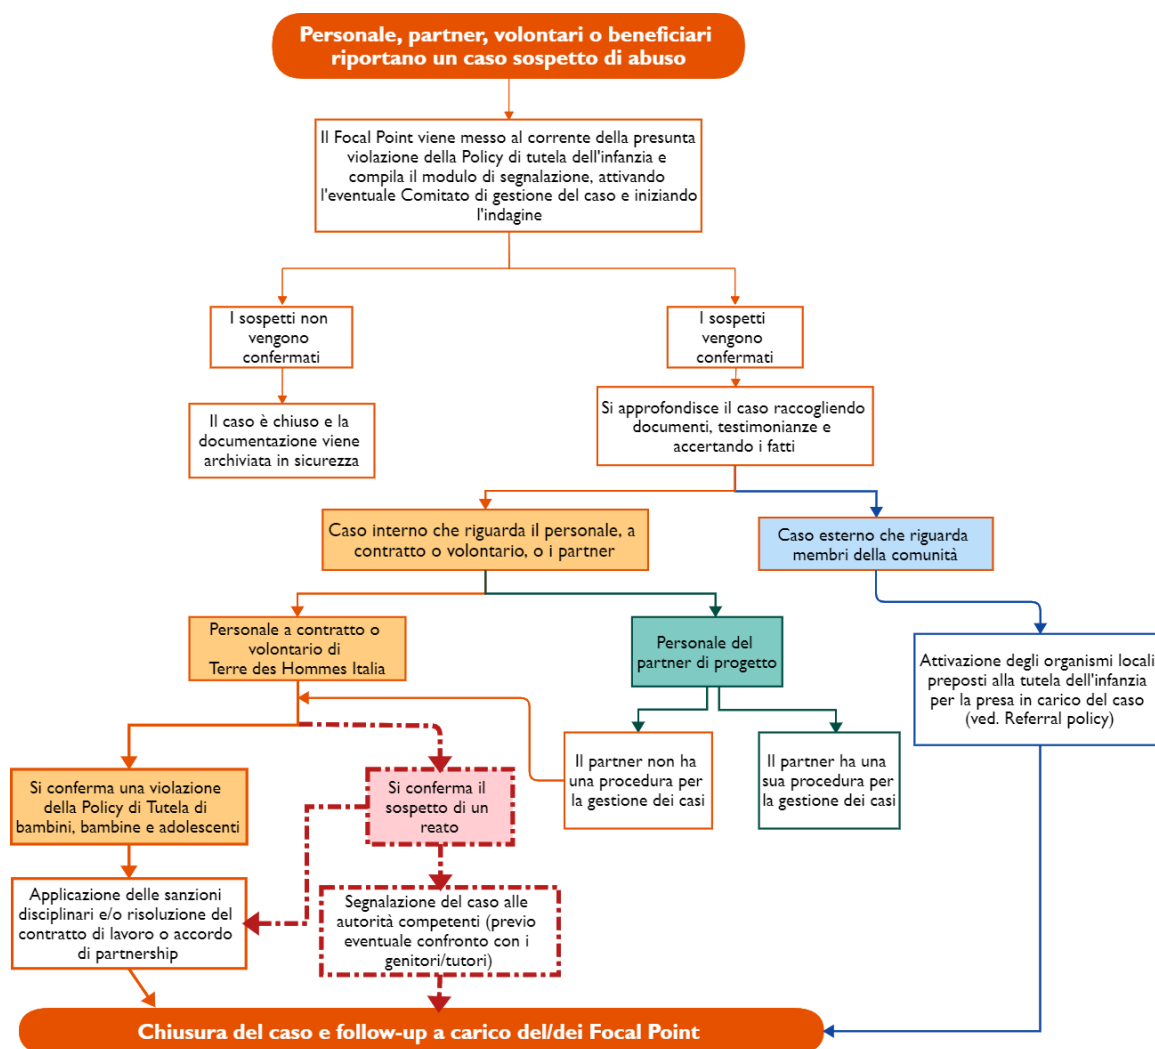 Personale, partner, volontari o beneficiari
riportano un caso sospetto di abuso
Il Focal Point viene messo al corrente della presunta
violazione della Policy di tutela dell'infanzia e
compila il modulo di segnalazione, attivando
l'eventuale Comitato di gestione del caso e iniziando
l'indagine
I sospetti non
vengono
confermati
I sospetti
vengono
confermati
Il caso è chiuso e la
documentazione viene
archiviata in sicurezza
Si approfondisce il caso raccogliendo
documenti, testimonianze e
accertando i fatti
Caso interno che riguarda il personale, a
contratto o volontario, o i partner
Caso esterno che riguarda
membri della comunità
Personale a contratto o
volontario di
Terre des Hommes Italia
Personale del
partner di progetto
Attivazione degli organismi locali
preposti alla tutela dell'infanzia
per la presa in carico del caso
(ved. Referral policy)
Il partner non ha
una procedura per
la gestione dei casi
Il partner ha una
sua procedura per
la gestione dei casi
Si conferma una violazione
della Policy di Tutela di
bambini, bambine e adolescenti
Si conferma il
sospetto di un
reato
Applicazione delle sanzioni
disciplinari e/o risoluzione del
contratto di lavoro o accordo
di partnership
Segnalazione del caso alle
autorità competenti (previo
eventuale confronto con i
genitori/tutori)
Chiusura del caso e follow-up a carico del/dei Focal Point